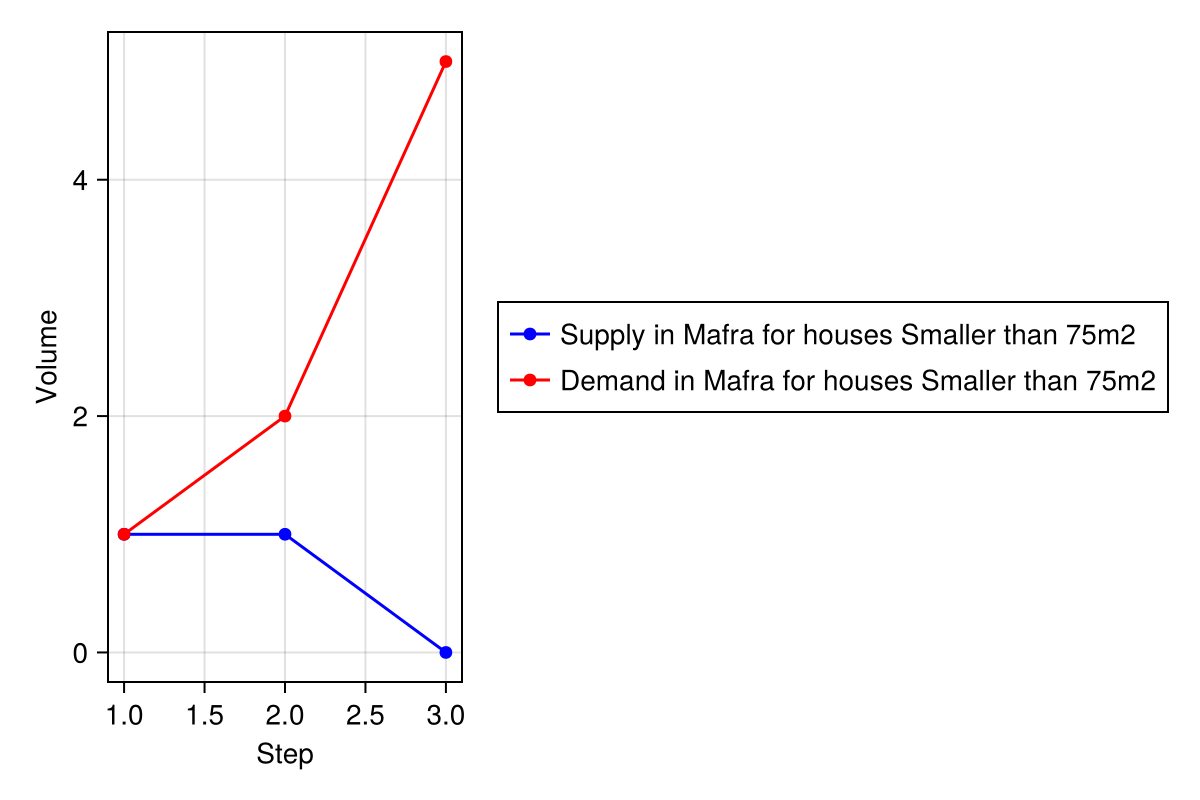 4
2
0
Volume
1.0 1.5 2.0 2.5 3.0
Step
Supply in Mafra for houses Smaller than 75m2
Demand in Mafra for houses Smaller than 75m2